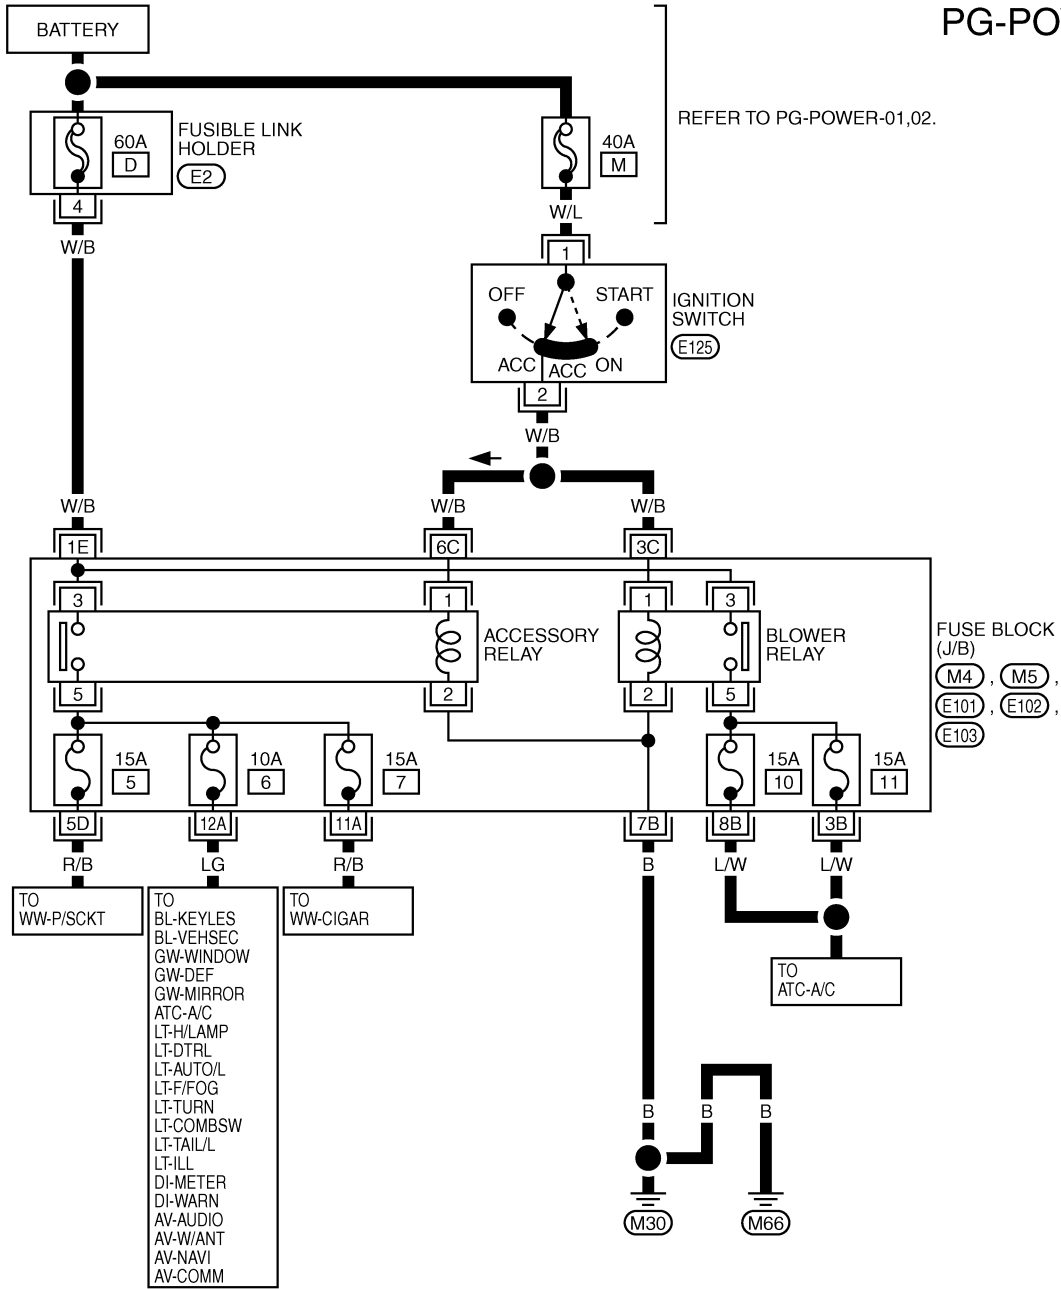 PG-PO
BATTERY
REFER TO PG-POWER-01,02.
60A
D
FUSIBLE LINK
HOLDER
E2
40A
M
4
W/L
W/B
1
OFF
START
IGNITION
SWITCH
E125
ACC
ACC
ON
2
W/B
W/B
W/B
W/B
1E
6C
3C
3
1
1
3
ACCESSORY
RELAY
BLOWER
RELAY
FUSE BLOCK
(J/B)
M4 , M5 ,
E101 , E102 ,
E103
5
2
2
5
15A
5
10A
6
15A
7
15A
10
15A
11
5D
12A
11A
7B
8B
3B
R/B
LG
R/B
B
L/W
L/W
TO
WW-P/SCKT
TO
BL-KEYLES
BL-VEHSEC
GW-WINDOW
GW-DEF
GW-MIRROR
ATC-A/C
LT-H/LAMP
LT-DTRL
LT-AUTO/L
LT-F/FOG
LT-TURN
LT-COMBSW
LT-TAIL/L
LT-ILL
DI-METER
DI-WARN
AV-AUDIO
AV-W/ANT
AV-NAVI
AV-COMM
TO
WW-CIGAR
TO
ATC-A/C
B
B
B
M30
M66